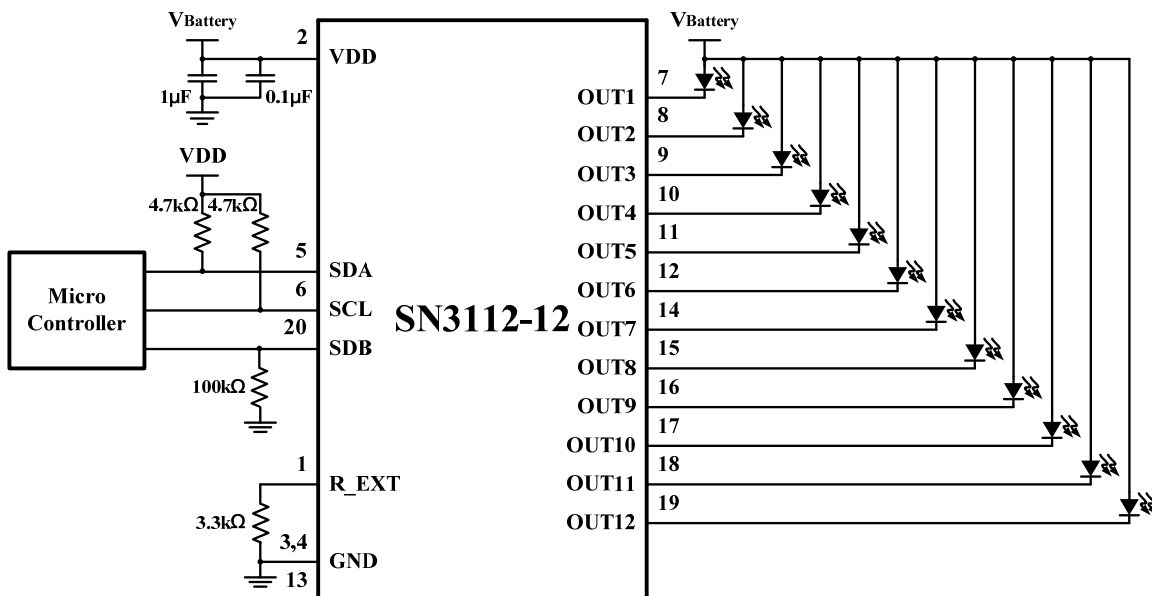 VBattery
2
VDD
1μF
0.1μF
VDD
4.7kΩ
4.7kΩ
5
SDA
6
SCL
20
SDB
Micro
Controller
100kΩ
1
R_EXT
3.3kΩ
3,4
GND
13
SN3112-12
VBattery
7
OUT1
8
OUT2
9
OUT3
10
OUT4
11
OUT5
12
OUT6
14
OUT7
15
OUT8
16
OUT9
17
OUT10
18
OUT11
19
OUT12